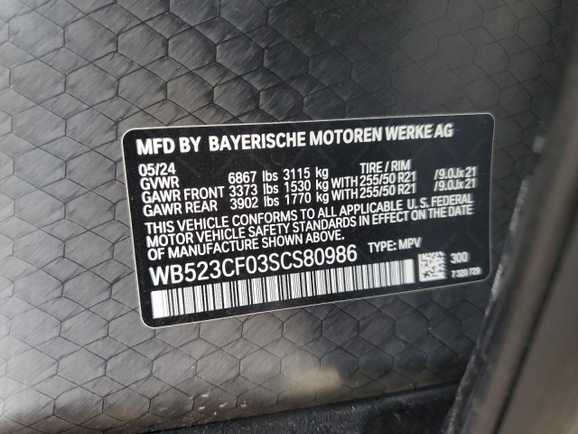 MFD BY BAYERISCHE MOTOREN WERKE AG
05/24 TIRE / RIM
GVWR 6867 lbs 3115 kg
GAWR FRONT 3373 lbs 1530 kg WITH 255/50 R21 /9.0Jx21
GAWR REAR 3902 lbs 1770 kg WITH 255/50 R21 /9.0Jx21
THIS VEHICLE CONFORMS TO ALL APPLICABLE U.S. FEDERAL
MOTOR VEHICLE SAFETY STANDARDS IN EFFECT ON THE DATE
OF MANUFACTURE SHOWN ABOVE.
WB523CF03SCS80986 TYPE: MPV
300
7 320 729